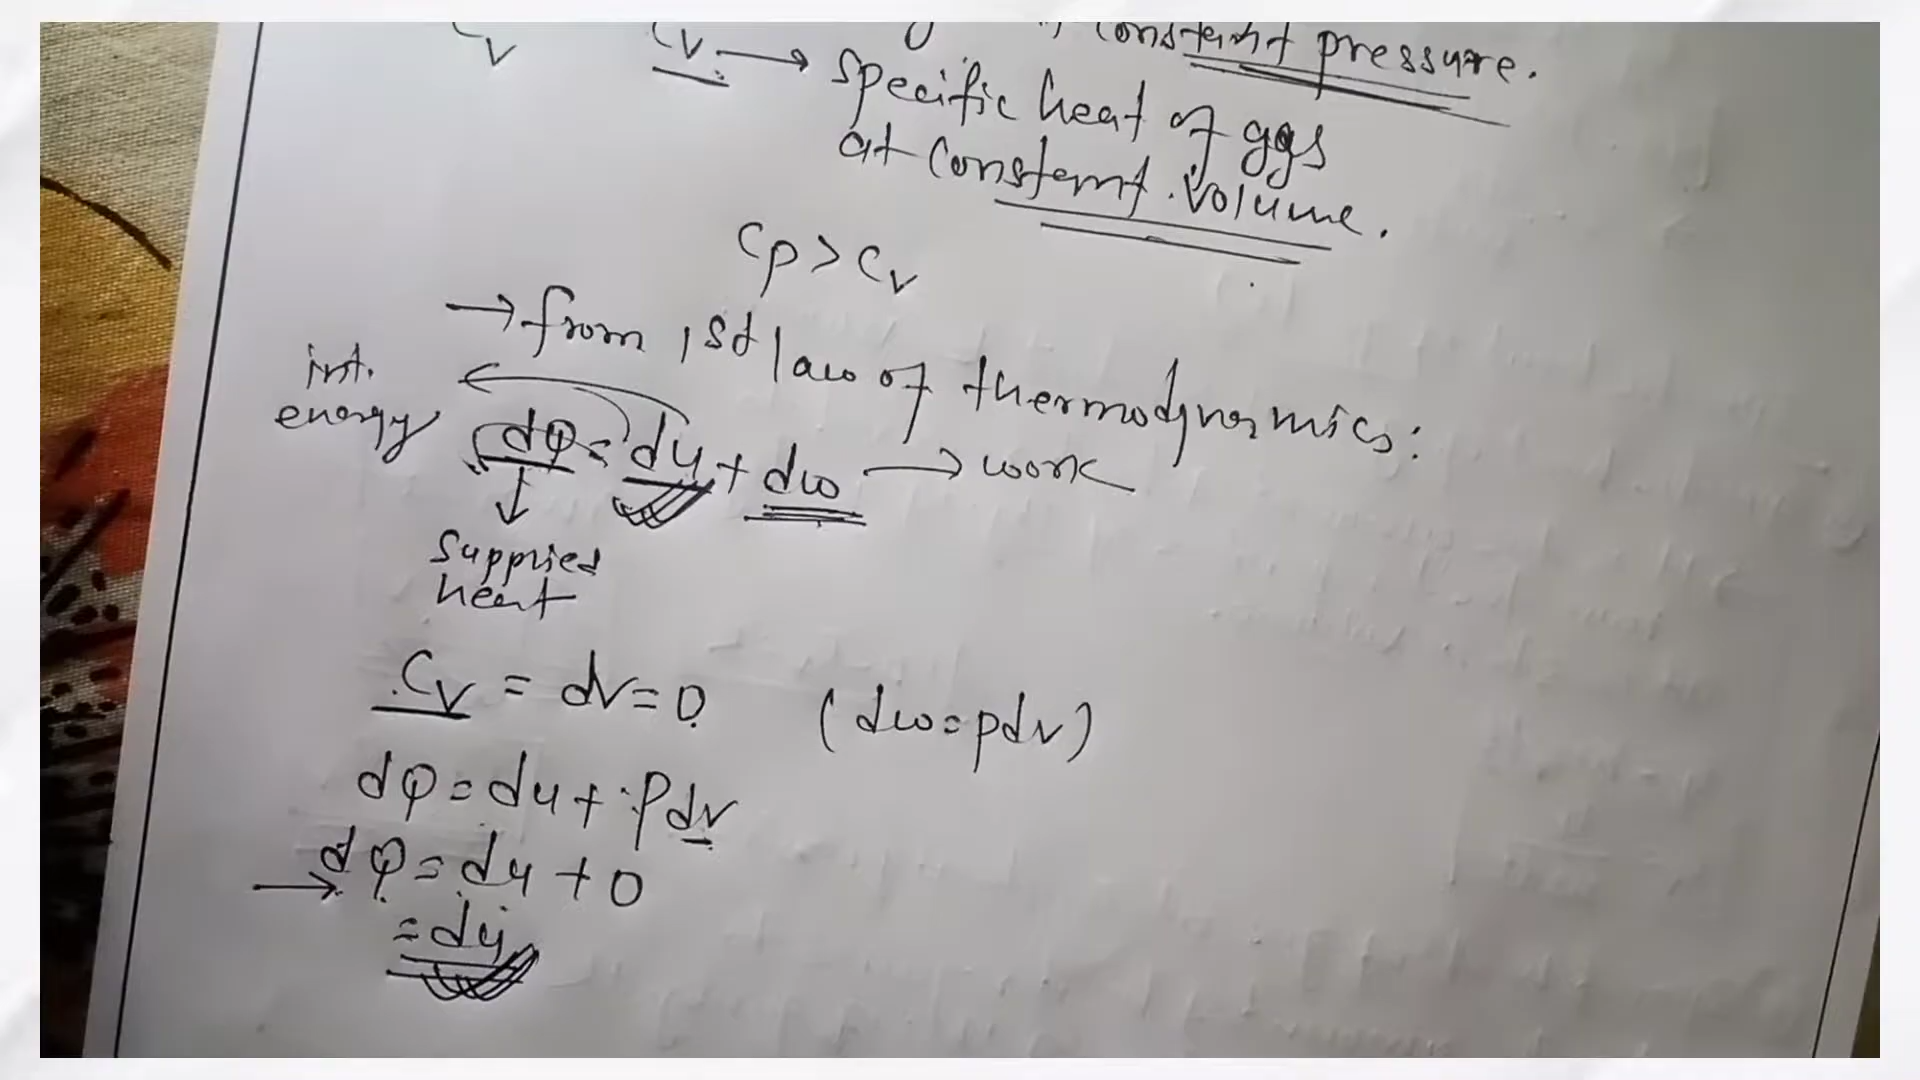 constant pressure.
Cv Cv → specific heat of gas
at constant volume.
Cp > Cv
→ from 1st law of thermodynamics:
int.
energy
dQ = du + dw → work
Supplied
heat
Cv = dv = 0 (dw = pdv)
dQ = du + Pdv
→ dQ = du + 0
= du